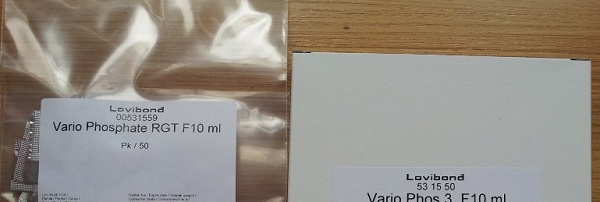 Lovibond
00531559
Vario Phosphate RGT F10 ml
Pk / 50
Lovibond
53 15 50
Vario Phos 3 F10 ml